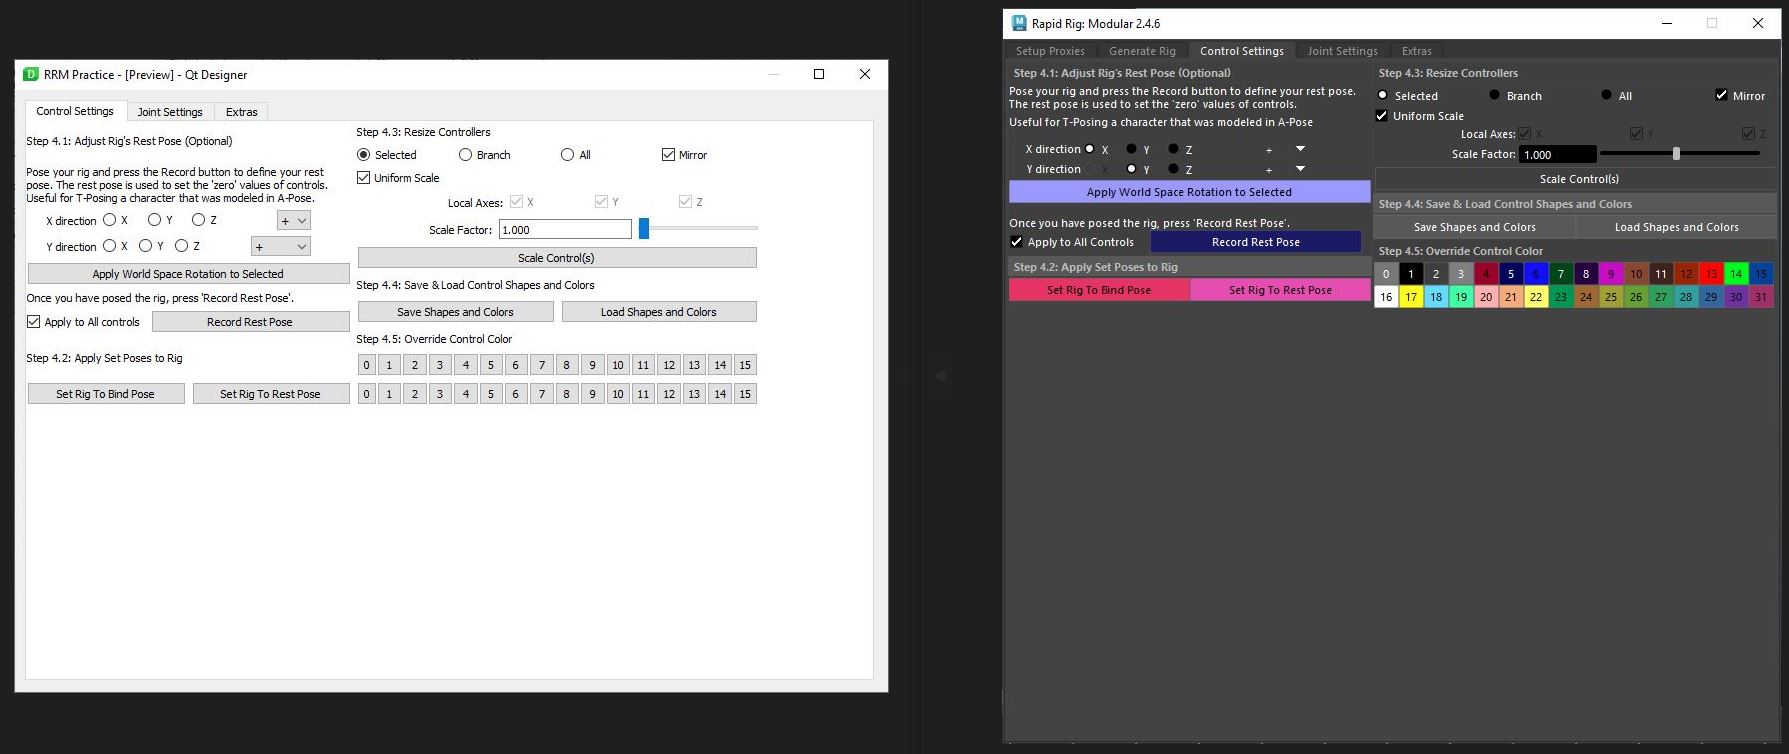 RRM Practice - [Preview] - Qt Designer
Control Settings Joint Settings Extras
Step 4.1: Adjust Rig's Rest Pose (Optional)
Pose your rig and press the Record button to define your rest
pose. The rest pose is used to set the 'zero' values of controls.
Useful for T-Posing a character that was modeled in A-Pose.
X direction X Y Z +
Y direction X Y Z +
Apply World Space Rotation to Selected
Once you have posed the rig, press 'Record Rest Pose'.
Apply to All controls Record Rest Pose
Step 4.2: Apply Set Poses to Rig
Set Rig To Bind Pose Set Rig To Rest Pose
Step 4.3: Resize Controllers
Selected Branch All Mirror
Uniform Scale
Local Axes: X Y Z
Scale Factor: 1.000
Scale Control(s)
Step 4.4: Save & Load Control Shapes and Colors
Save Shapes and Colors Load Shapes and Colors
Step 4.5: Override Control Color
0 1 2 3 4 5 6 7 8 9 10 11 12 13 14 15
0 1 2 3 4 5 6 7 8 9 10 11 12 13 14 15
Rapid Rig: Modular 2.4.6
Setup Proxies Generate Rig Control Settings Joint Settings Extras
Step 4.1: Adjust Rig's Rest Pose (Optional)
Pose your rig and press the Record button to define your rest pose.
The rest pose is used to set the 'zero' values of controls.
Useful for T-Posing a character that was modeled in A-Pose
X direction X Y Z +
Y direction X Y Z +
Apply World Space Rotation to Selected
Once you have posed the rig, press 'Record Rest Pose'.
Apply to All Controls Record Rest Pose
Step 4.2: Apply Set Poses to Rig
Set Rig To Bind Pose Set Rig To Rest Pose
Step 4.3: Resize Controllers
Selected Branch All Mirror
Uniform Scale
Local Axes: X Y Z
Scale Factor: 1.000
Scale Control(s)
Step 4.4: Save & Load Control Shapes and Colors
Save Shapes and Colors Load Shapes and Colors
Step 4.5: Override Control Color
0 1 2 3 4 5 6 7 8 9 10 11 12 13 14 15
16 17 18 19 20 21 22 23 24 25 26 27 28 29 30 31